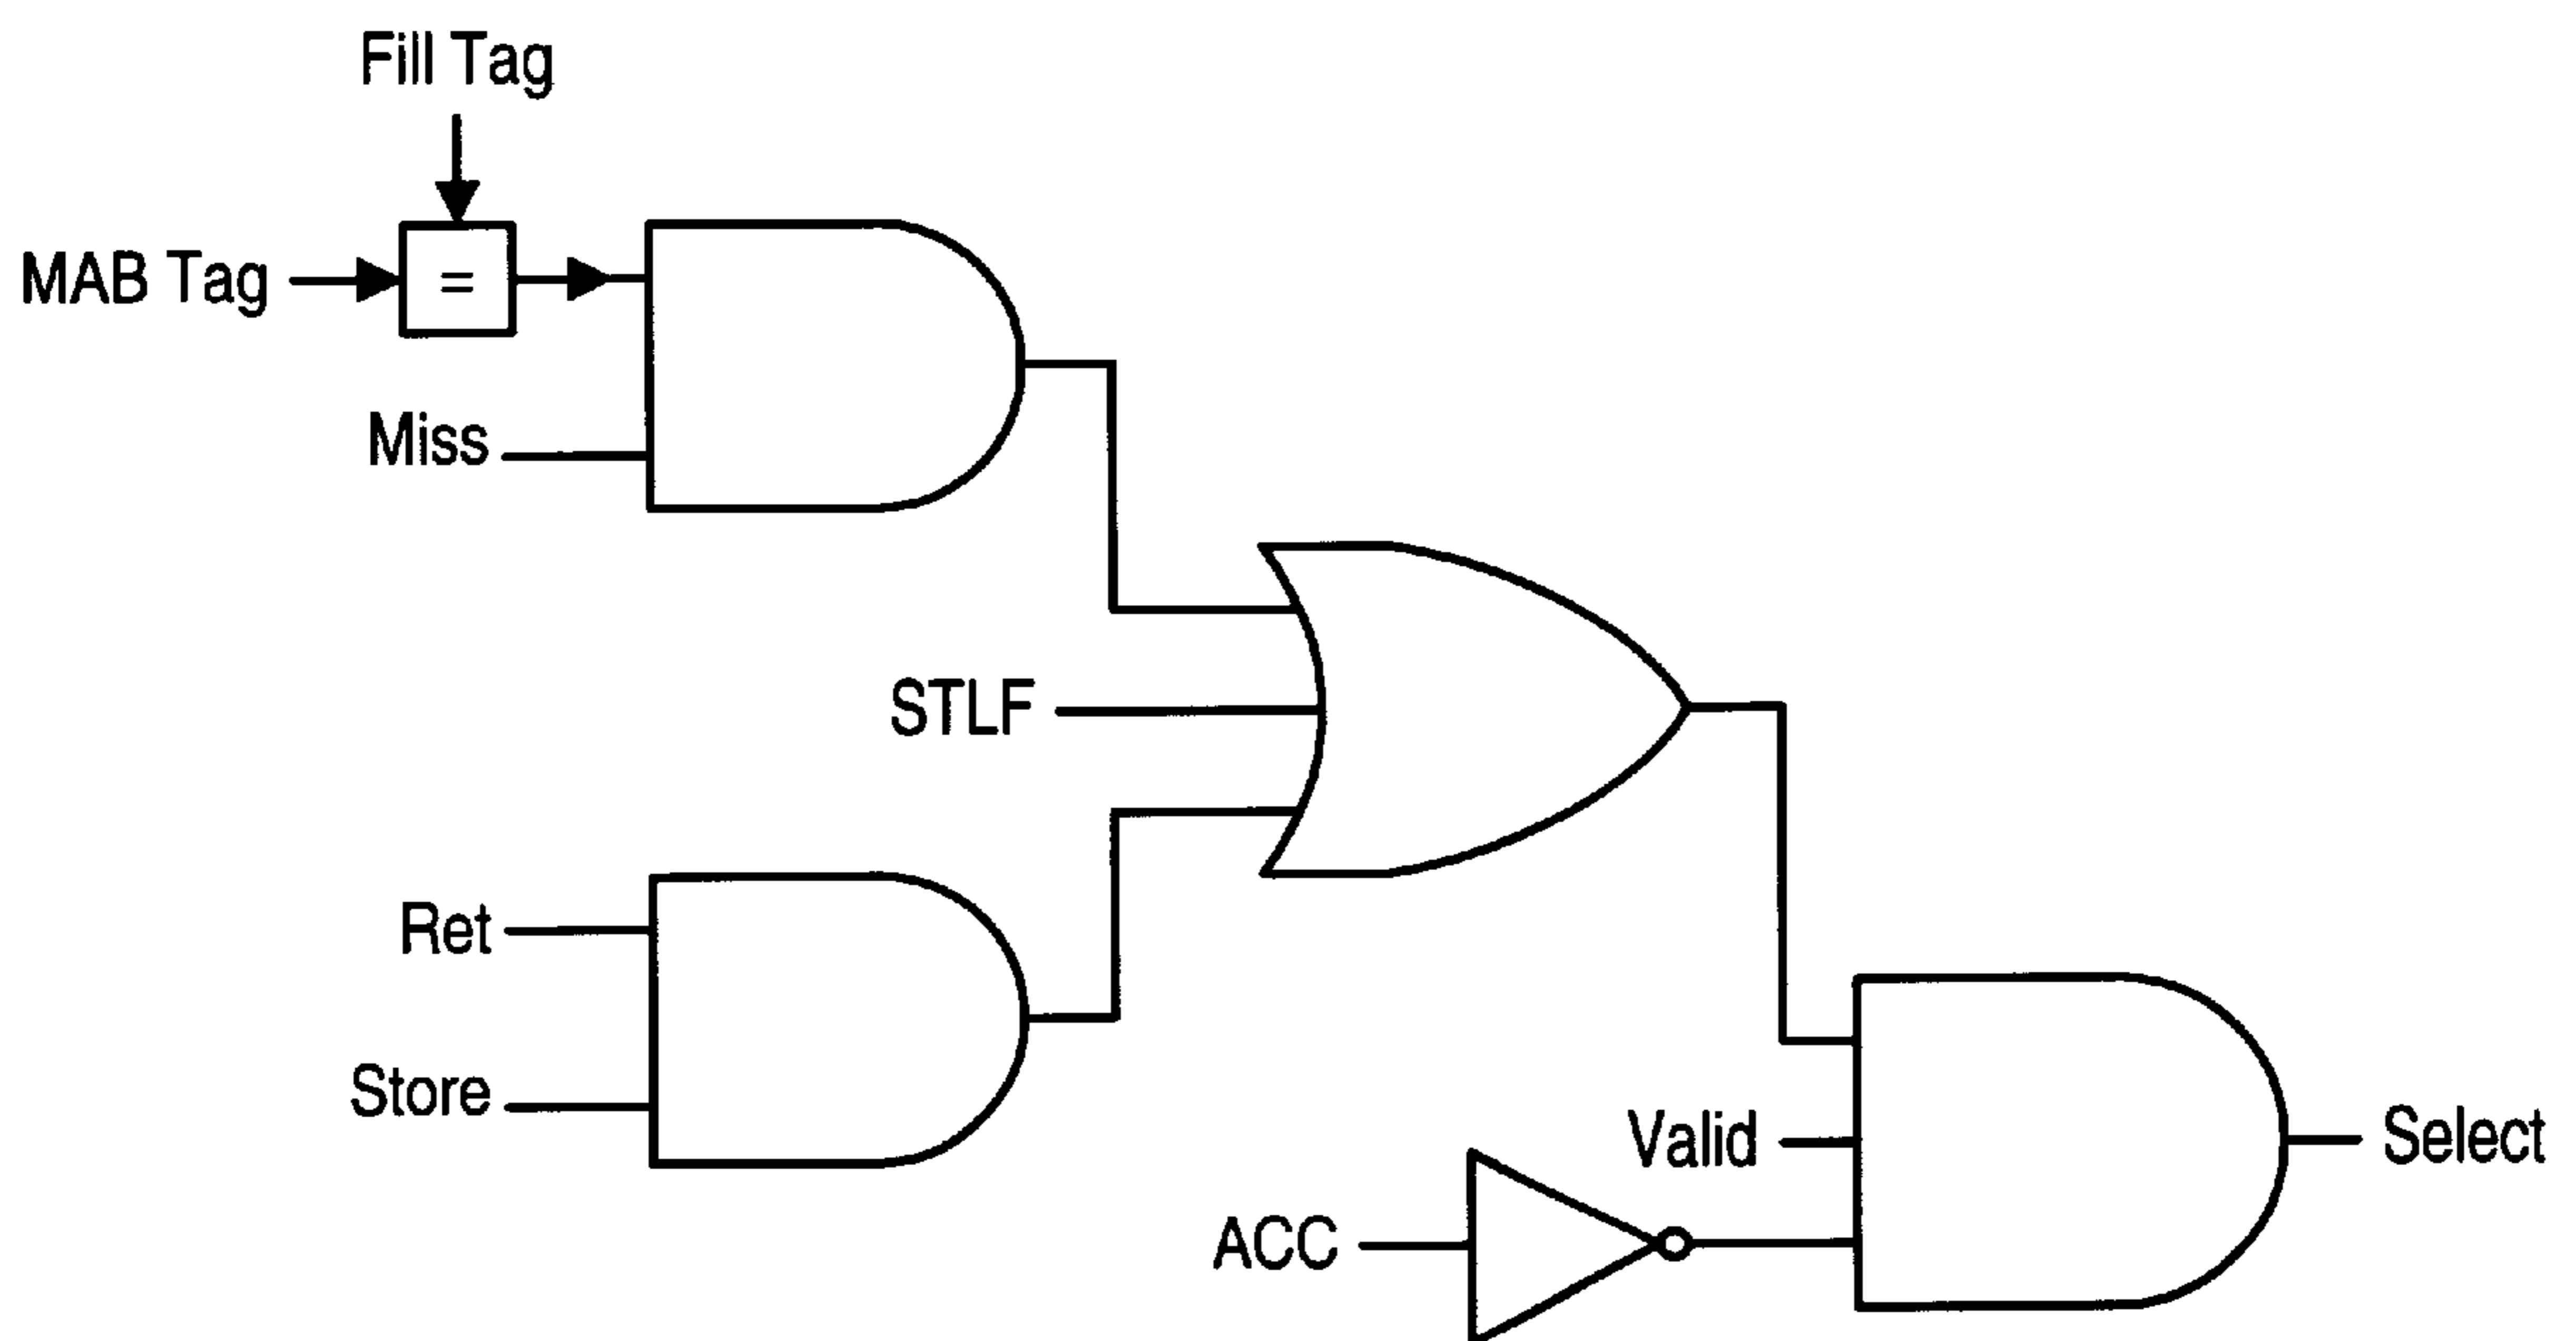 Fill Tag
MAB Tag
=
Miss
STLF
Ret
Store
Valid
Select
ACC